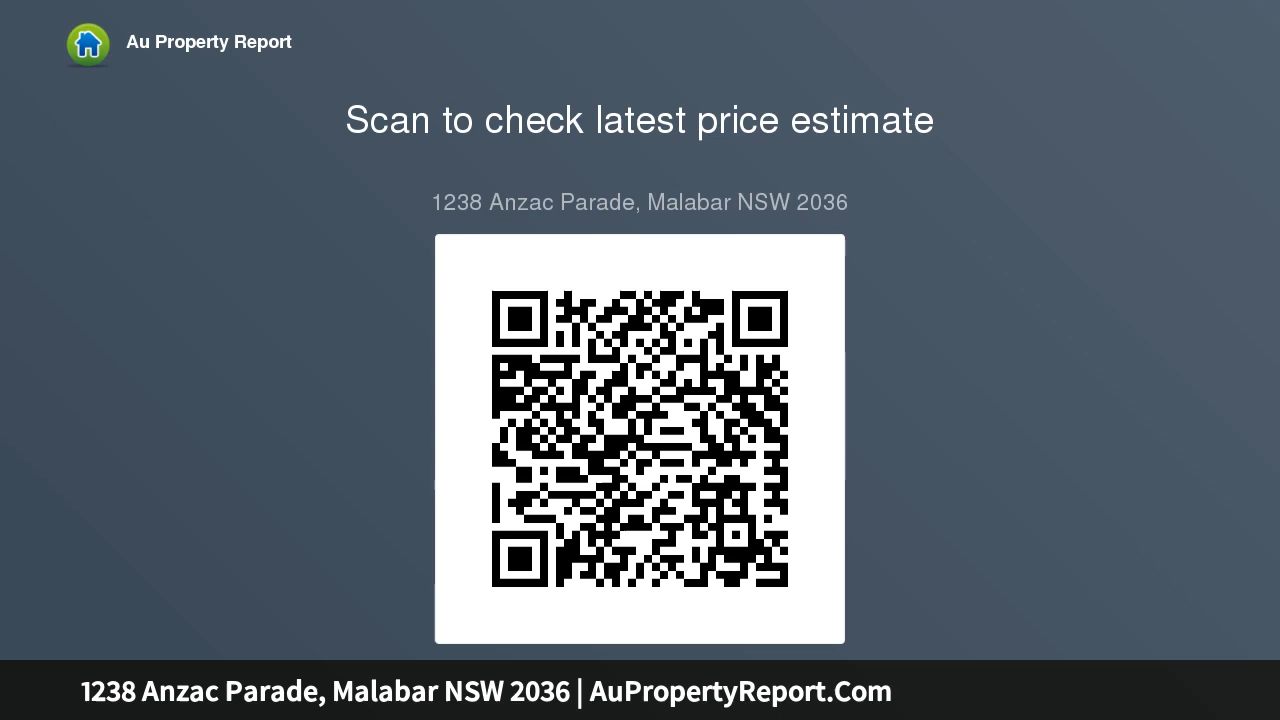 Au Property Report
Scan to check latest price estimate
1238 Anzac Parade, Malabar NSW 2036
1238 Anzac Parade, Malabar NSW 2036 | AuPropertyReport.Com